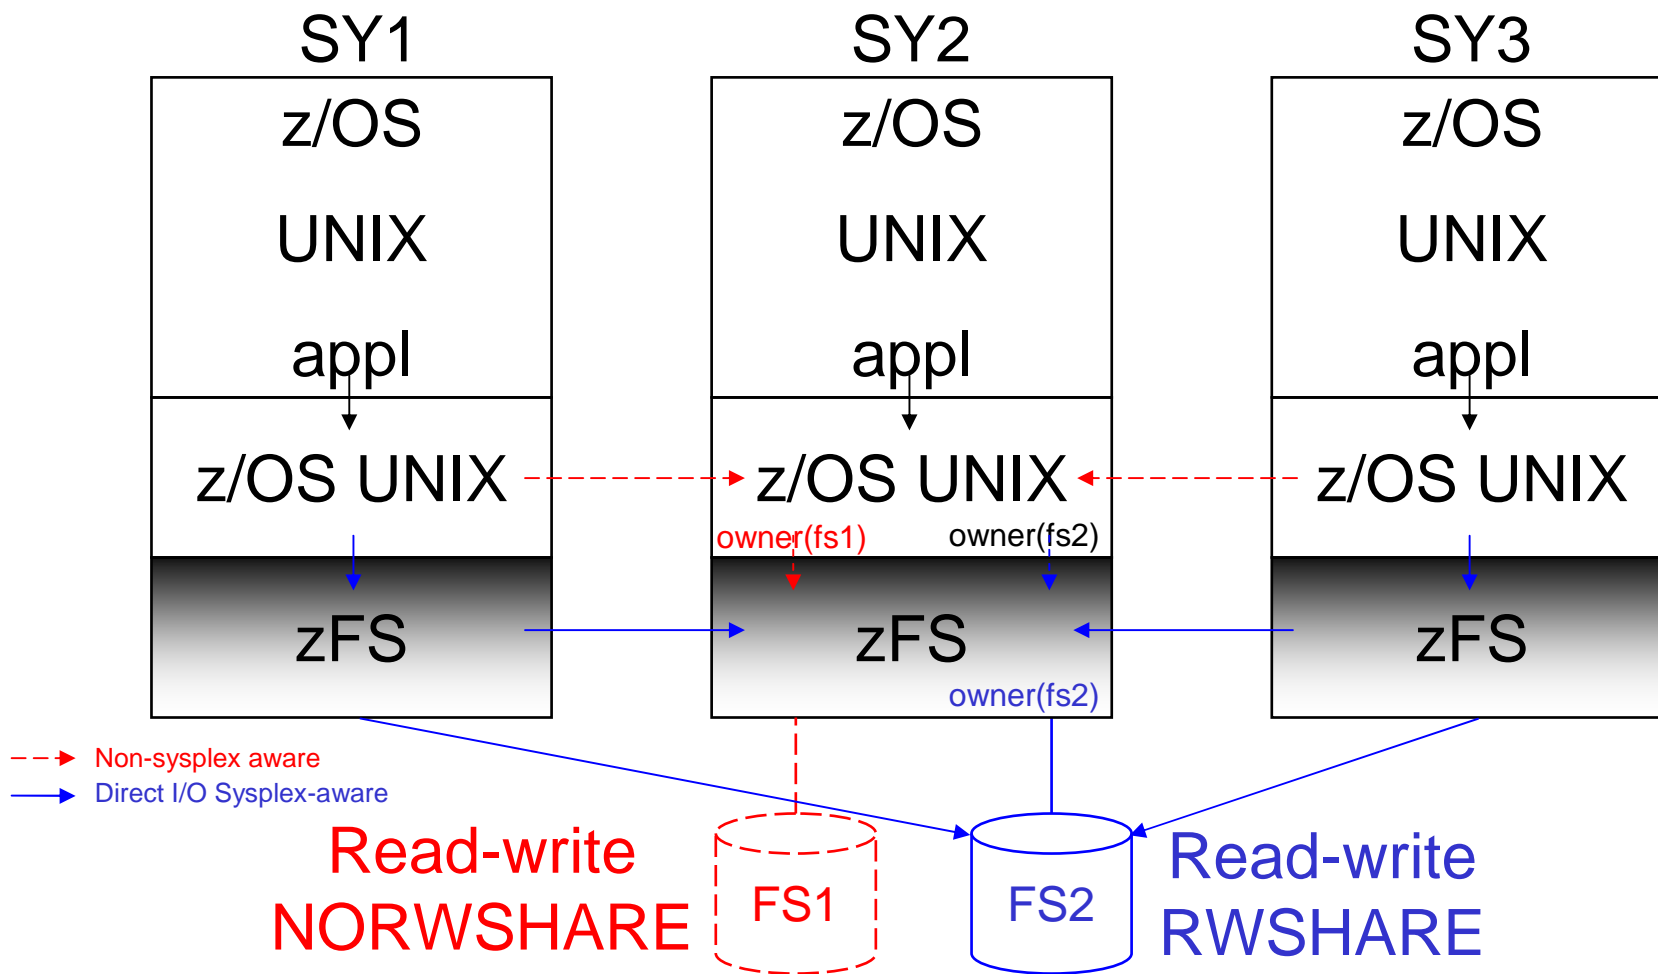 SY1
SY2
SY3
z/OS
UNIX
appl
z/OS
UNIX
appl
z/OS
UNIX
appl
z/OS UNIX
z/OS UNIX
z/OS UNIX
owner(fs1)
owner(fs2)
zFS
zFS
zFS
owner(fs2)
Non-sysplex aware
Direct I/O Sysplex-aware
Read-write
NORWSHARE
FS1
FS2
Read-write
RWSHARE